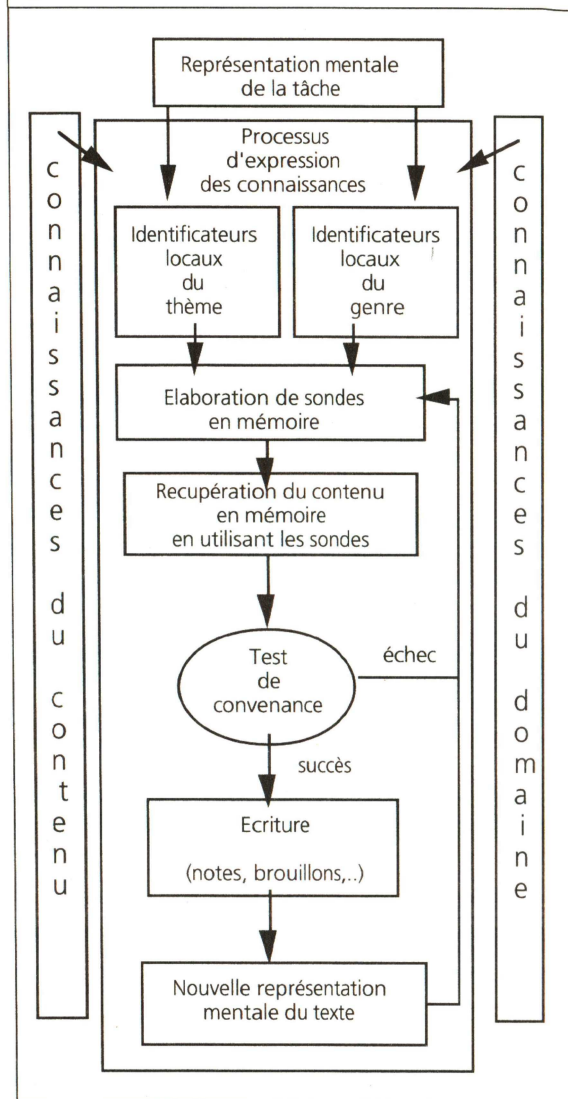 Représentation mentale
de la tâche
Processus
d'expression
des connaissances
connaissances du contenu
connaissances du domaine
Identificateurs
locaux
du
thème
Identificateurs
locaux
du
genre
Elaboration de sondes
en mémoire
Recupération du contenu
en mémoire
en utilisant les sondes
Test
de
convenance
échec
succès
Ecriture
(notes, brouillons,..)
Nouvelle représentation
mentale du texte